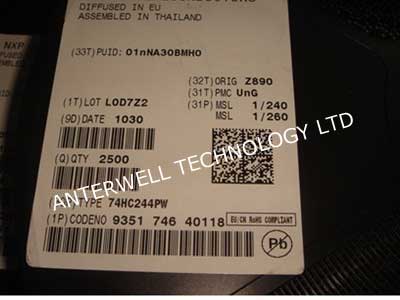 DIFFUSED IN EU
ASSEMBLED IN THAILAND
NXP
(33T) PUID: 01nNA30BMH0
(32T) ORIG Z890
(31T) PMC UnG
(31P) MSL 1/240
MSL 1/260
(1T) LOT L0D7Z2
(9D) DATE 1030
(Q) QTY 2500
ANTERWELL TECHNOLOGY LTD
TYPE 74HC244PW
(1P) CODENO 9351 746 40118
EU/CN RoHS COMPLIANT
Pb